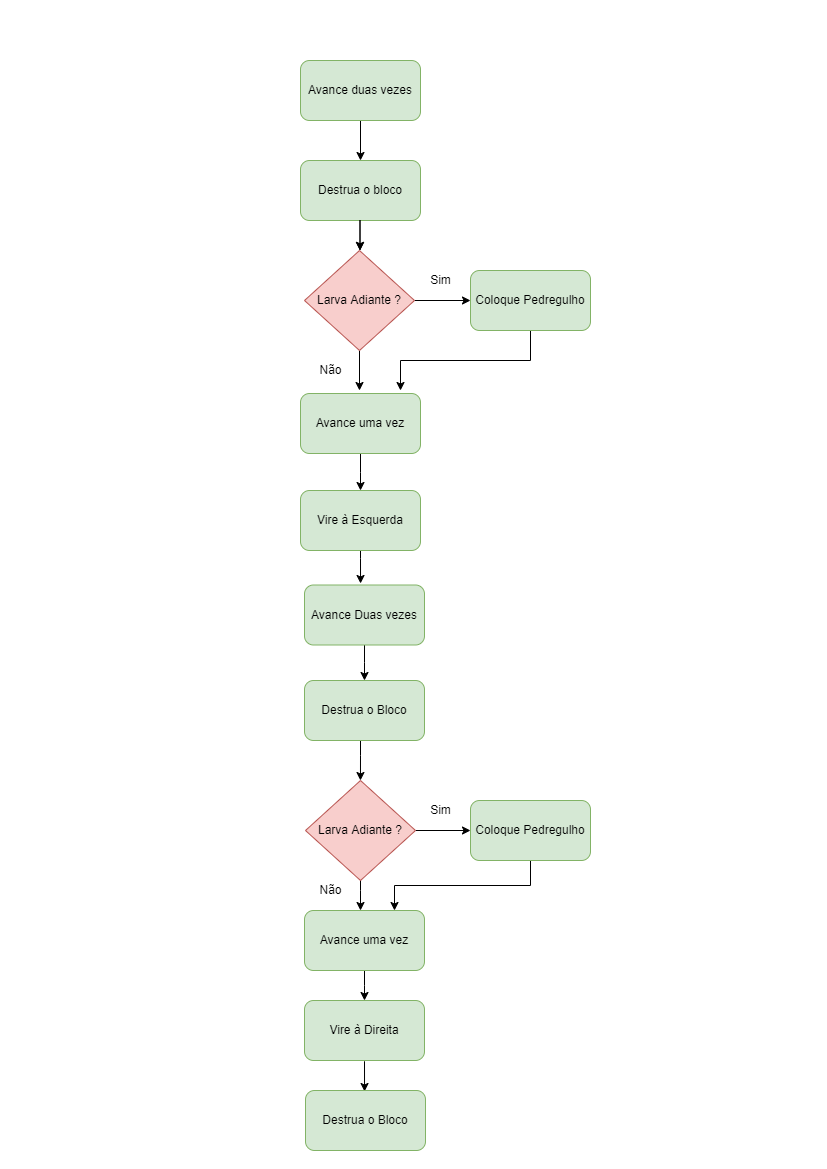 Avance duas vezes
Destrua o bloco
Sim
Larva Adiante ?
Coloque Pedregulho
Não
Avance uma vez
Vire à Esquerda
Avance Duas vezes
Destrua o Bloco
Sim
Larva Adiante ?
Coloque Pedregulho
Não
Avance uma vez
Vire à Direita
Destrua o Bloco